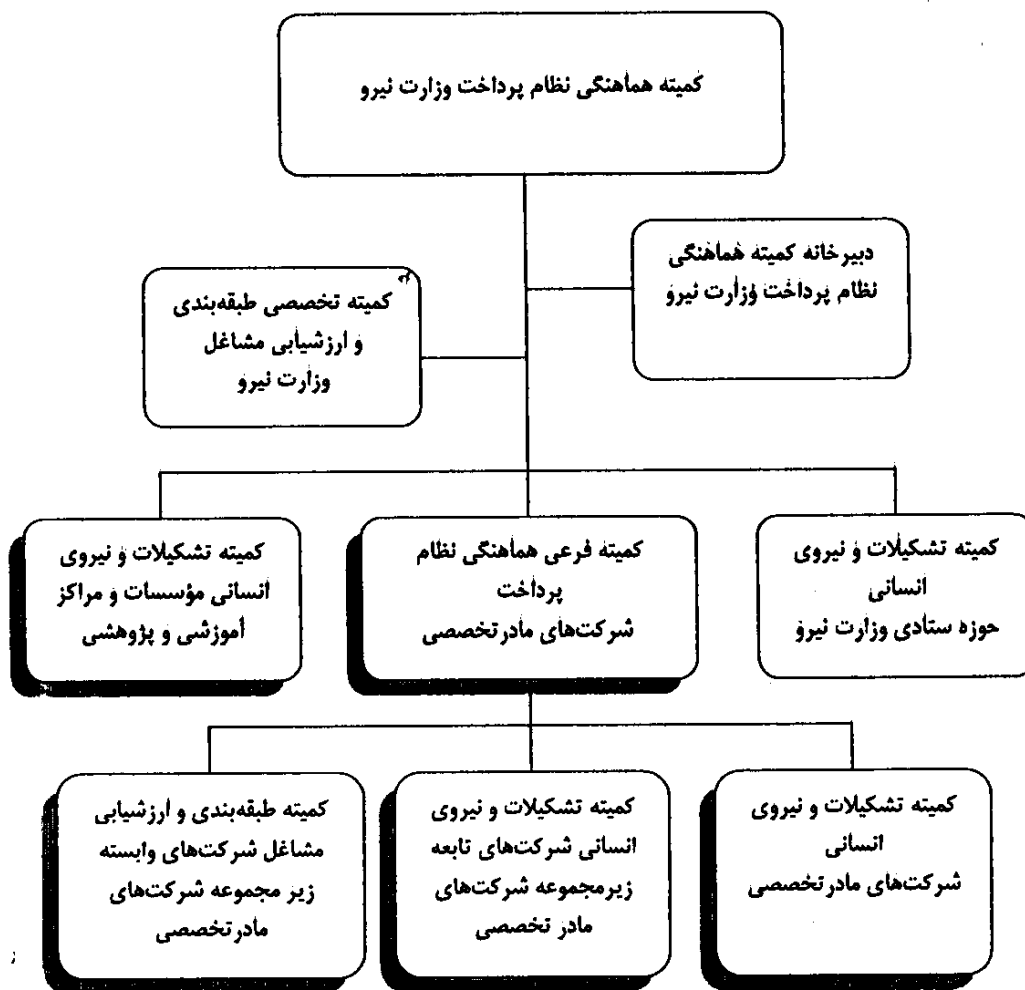 کمیته هماهنگی نظام پرداخت وزارت نیرو
دبیرخانه کمیته هماهنگی
نظام پرداخت وزارت نیرو
کمیته تخصصی طبقه‌بندی
و ارزشیابی مشاغل
وزارت نیرو
کمیته تشکیلات و نیروی
انسانی
حوزه ستادی وزارت نیرو
کمیته فرعی هماهنگی نظام
پرداخت
شرکت‌های مادرتخصصی
کمیته تشکیلات و نیروی
انسانی مؤسسات و مراکز
آموزشی و پژوهشی
کمیته تشکیلات و نیروی
انسانی
شرکت‌های مادرتخصصی
کمیته تشکیلات و نیروی
انسانی شرکت‌های تابعه
زیرمجموعه شرکت‌های
مادر تخصصی
کمیته طبقه‌بندی و ارزشیابی
مشاغل شرکت‌های وابسته
زیر مجموعه شرکت‌های
مادرتخصصی